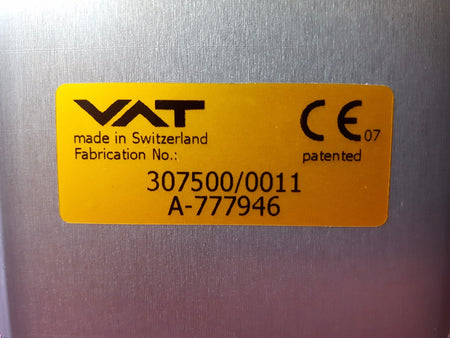 VAT
made in Switzerland
Fabrication No.:
CE 07
patented
307500/0011
A-777946